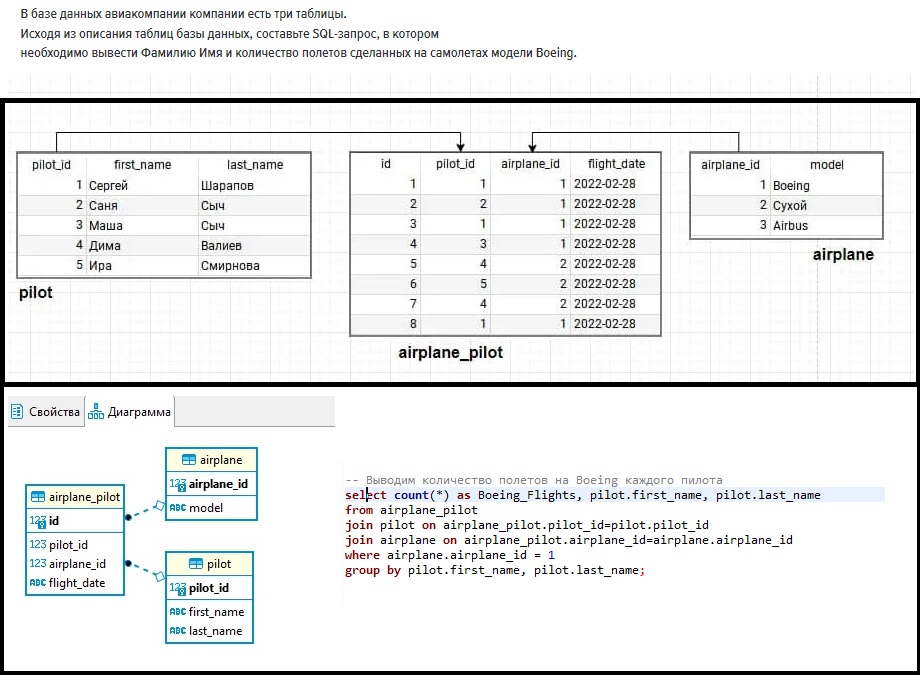 В базе данных авиакомпании компании есть три таблицы.
Исходя из описания таблиц базы данных, составьте SQL-запрос, в котором
необходимо вывести Фамилию Имя и количество полетов сделанных на самолетах модели Boeing.
pilot_id first_name last_name
1 Сергей Шарапов
2 Саня Сыч
3 Маша Сыч
4 Дима Валиев
5 Ира Смирнова
pilot
id pilot_id airplane_id flight_date
1 1 1 2022-02-28
2 2 1 2022-02-28
3 1 1 2022-02-28
4 3 1 2022-02-28
5 4 2 2022-02-28
6 5 2 2022-02-28
7 4 2 2022-02-28
8 1 1 2022-02-28
airplane_pilot
airplane_id model
1 Boeing
2 Сухой
3 Airbus
airplane
Свойства Диаграмма
airplane_pilot
123 id
123 pilot_id
123 airplane_id
ABC flight_date
airplane
123 airplane_id
ABC model
pilot
123 pilot_id
ABC first_name
ABC last_name
-- Выводим количество полетов на Boeing каждого пилота
select count(*) as Boeing_Flights, pilot.first_name, pilot.last_name
from airplane_pilot
join pilot on airplane_pilot.pilot_id=pilot.pilot_id
join airplane on airplane_pilot.airplane_id=airplane.airplane_id
where airplane.airplane_id = 1
group by pilot.first_name, pilot.last_name;